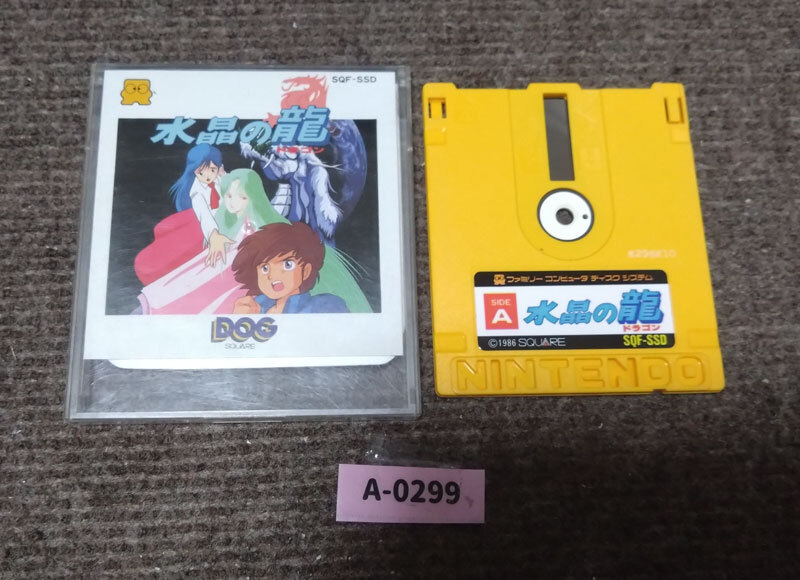 SQF-SSD
水晶の龍
ドラゴン
DOG
SQUARE
ファミリー コンピュータ ディスク システム
SIDE
A
水晶の龍
ドラゴン
©1986 SQUARE
SQF-SSD
NINTENDO
A-0299